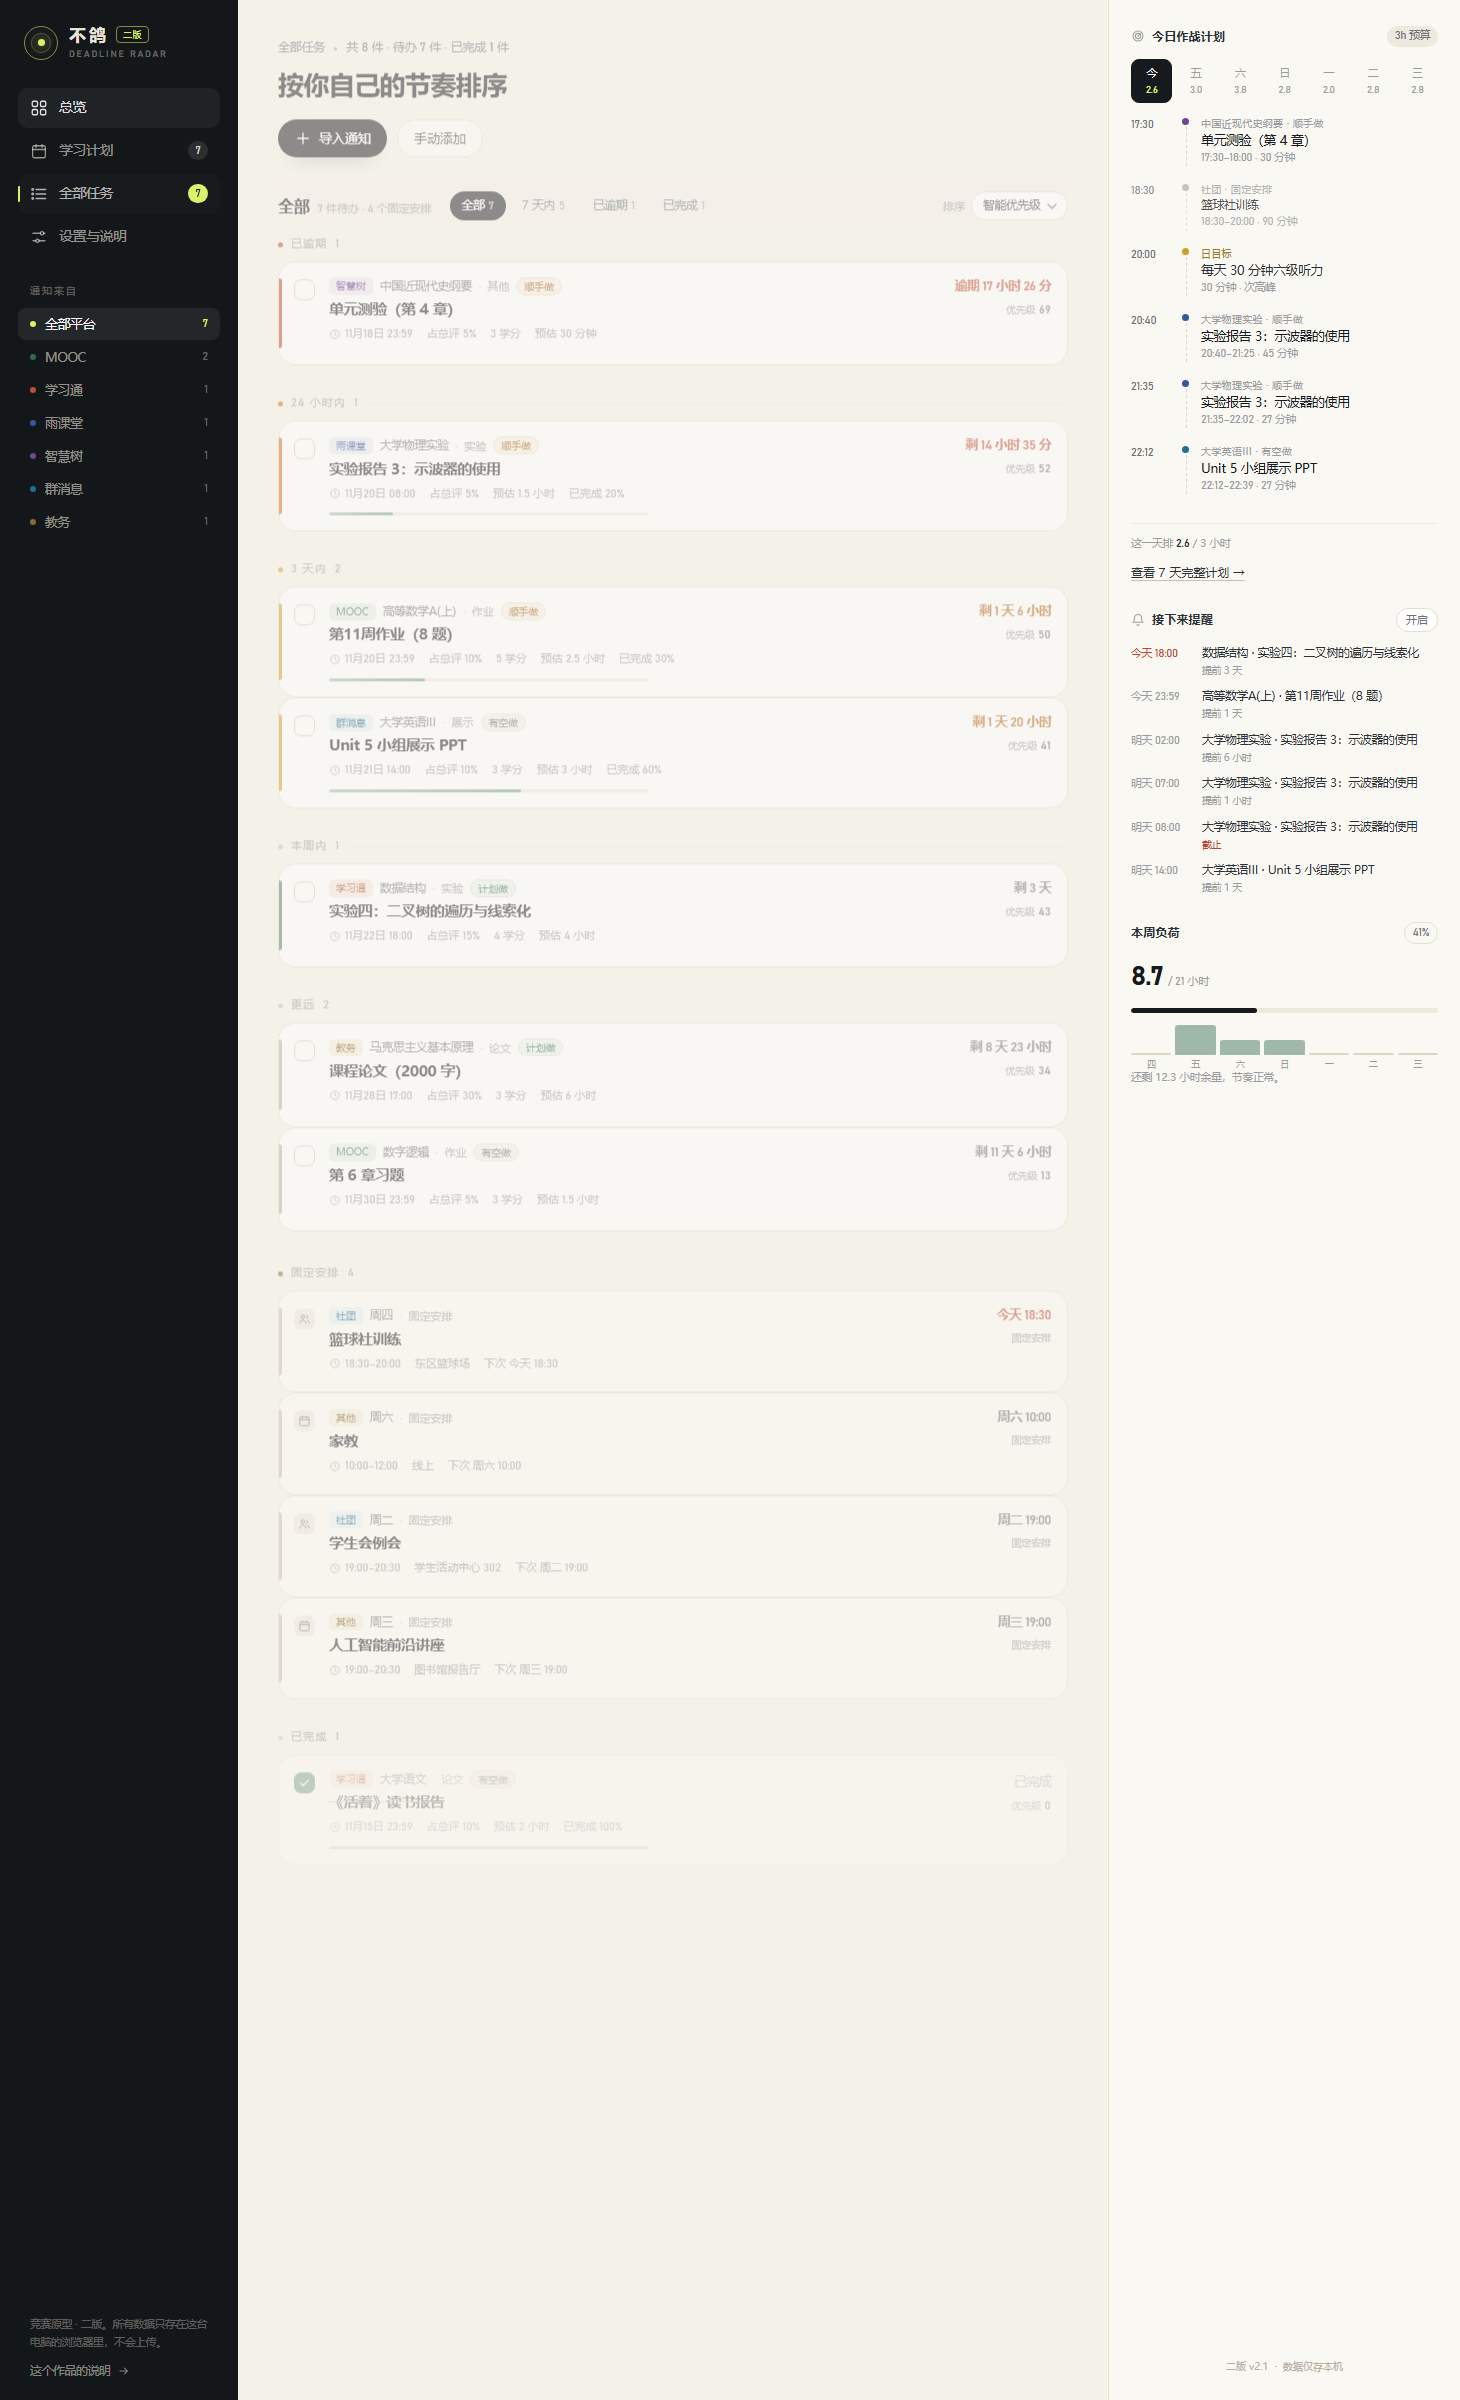 不鸽 二版
DEADLINE RADAR
总览
学习计划 7
全部任务 7
设置与说明
通知来自
全部平台 7
MOOC 2
学习通 1
雨课堂 1
智慧树 1
群消息 1
教务 1
竞赛原型 · 二版。所有数据只存在这台
电脑的浏览器里，不会上传。
这个作品的说明 →
全部任务 · 共 8 件 · 待办 7 件 · 已完成 1 件
按你自己的节奏排序
+ 导入通知 手动添加
全部 7 件待办 · 4 个固定安排 全部 7 7 天内 5 已逾期 1 已完成 1 排序 智能优先级
已逾期 1
智慧树 中国近现代史纲要 · 其他 顺手做 逾期 17 小时 26 分
单元测验（第 4 章） 优先级 69
11月18日 23:59 占总评 5% 3 学分 预估 30 分钟
24 小时内 1
雨课堂 大学物理实验 · 实验 顺手做 剩 14 小时 35 分
实验报告 3：示波器的使用 优先级 52
11月20日 08:00 占总评 5% 预估 1.5 小时 已完成 20%
3 天内 2
MOOC 高等数学A(上) · 作业 顺手做 剩 1 天 6 小时
第11周作业（8 题） 优先级 50
11月20日 23:59 占总评 10% 5 学分 预估 2.5 小时 已完成 30%
群消息 大学英语III · 展示 有空做 剩 1 天 20 小时
Unit 5 小组展示 PPT 优先级 41
11月21日 14:00 占总评 10% 3 学分 预估 3 小时 已完成 60%
本周内 1
学习通 数据结构 · 实验 计划做 剩 3 天
实验四：二叉树的遍历与线索化 优先级 43
11月22日 18:00 占总评 15% 4 学分 预估 4 小时
更远 2
教务 马克思主义基本原理 · 论文 计划做 剩 8 天 23 小时
课程论文（2000 字） 优先级 34
11月28日 17:00 占总评 30% 3 学分 预估 6 小时
MOOC 数字逻辑 · 作业 有空做 剩 11 天 6 小时
第 6 章习题 优先级 13
11月30日 23:59 占总评 5% 3 学分 预估 1.5 小时
固定安排 4
社团 周四 · 固定安排 今天 18:30
篮球社训练 固定安排
18:30–20:00 东区篮球场 下次 今天 18:30
其他 周六 · 固定安排 周六 10:00
家教 固定安排
10:00–12:00 线上 下次 周六 10:00
社团 周二 · 固定安排 周二 19:00
学生会例会 固定安排
19:00–20:30 学生活动中心 302 下次 周二 19:00
其他 周三 · 固定安排 周三 19:00
人工智能前沿讲座 固定安排
19:00–20:30 图书馆报告厅 下次 周三 19:00
已完成 1
学习通 大学语文 · 论文 有空做 已完成
《活着》读书报告 优先级 0
11月15日 23:59 占总评 10% 预估 2 小时 已完成 100%
今日作战计划 3h 预算
今 五 六 日 一 二 三
2.6 3.0 3.8 2.8 2.0 2.8 2.8
17:30 中国近现代史纲要 · 顺手做
单元测验（第 4 章）
17:30–18:00 · 30 分钟
18:30 社团 · 固定安排
篮球社训练
18:30–20:00 · 90 分钟
20:00 日目标
每天 30 分钟六级听力
30 分钟 · 次高峰
20:40 大学物理实验 · 顺手做
实验报告 3：示波器的使用
20:40–21:25 · 45 分钟
21:35 大学物理实验 · 顺手做
实验报告 3：示波器的使用
21:35–22:02 · 27 分钟
22:12 大学英语III · 有空做
Unit 5 小组展示 PPT
22:12–22:39 · 27 分钟
这一天排 2.6 / 3 小时
查看 7 天完整计划 →
接下来提醒 开启
今天 18:00 数据结构 · 实验四：二叉树的遍历与线索化
提前 3 天
今天 23:59 高等数学A(上) · 第11周作业（8 题）
提前 1 天
明天 02:00 大学物理实验 · 实验报告 3：示波器的使用
提前 6 小时
明天 07:00 大学物理实验 · 实验报告 3：示波器的使用
提前 1 小时
明天 08:00 大学物理实验 · 实验报告 3：示波器的使用
截止
明天 14:00 大学英语III · Unit 5 小组展示 PPT
提前 1 天
本周负荷 41%
8.7 / 21 小时
四 五 六 日 一 二 三
还剩 12.3 小时余量，节奏正常。
二版 v2.1 · 数据仅存本机